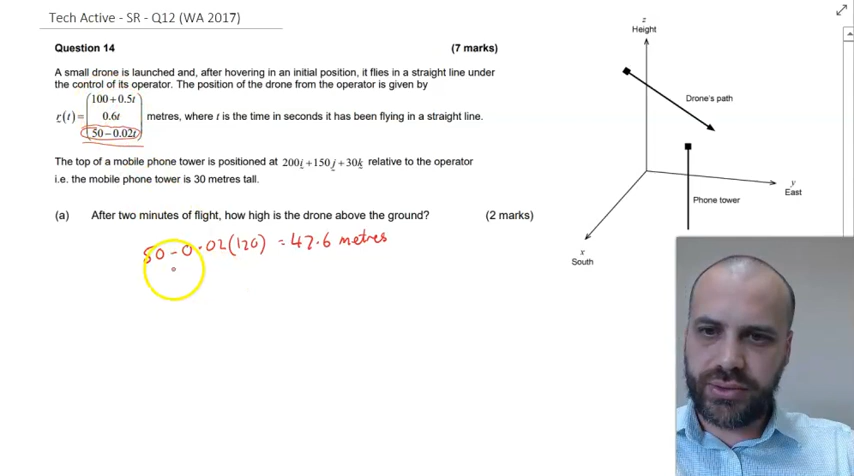 Tech Active - SR - Q12 (WA 2017)
Question 14 (7 marks)
A small drone is launched and, after hovering in an initial position, it flies in a straight line under
the control of its operator. The position of the drone from the operator is given by
r(t) = (100 + 0.5t
0.6t
50 − 0.02t) metres, where t is the time in seconds it has been flying in a straight line.
The top of a mobile phone tower is positioned at 200i + 150j + 30k relative to the operator
i.e. the mobile phone tower is 30 metres tall.
(a) After two minutes of flight, how high is the drone above the ground? (2 marks)
50 - 0.02(120) = 47.6 metres
z
Height
Drone's path
y
East
Phone tower
x
South